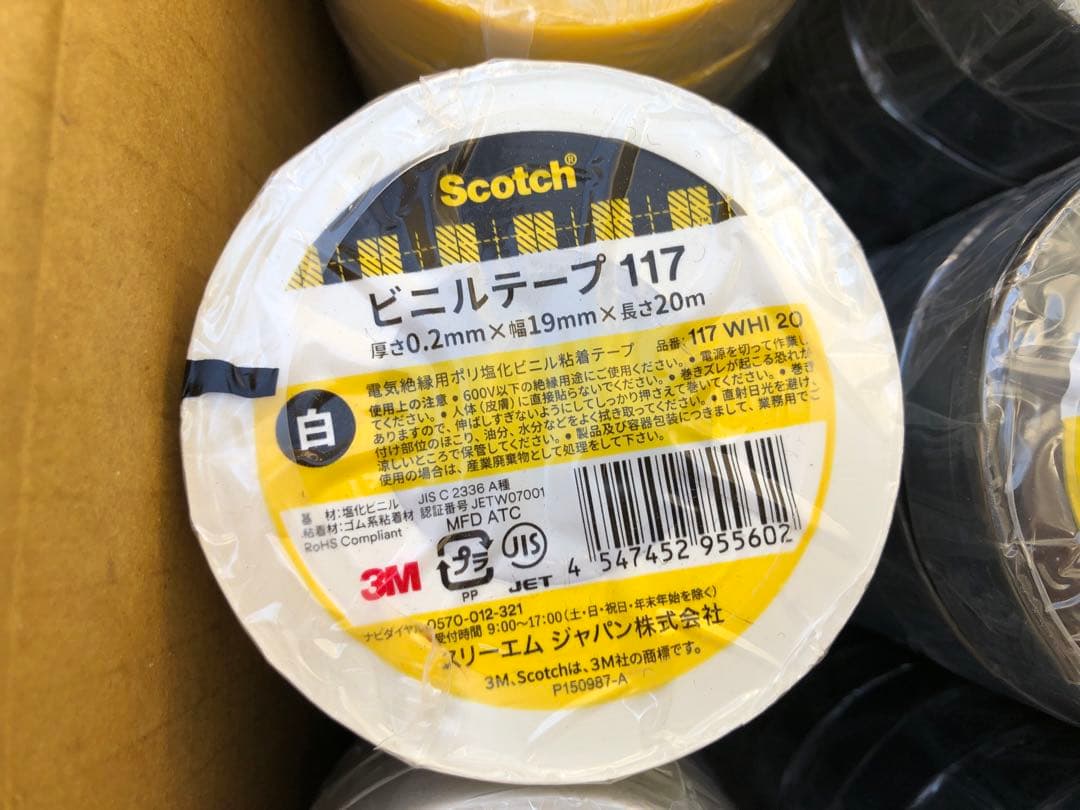 Scotch®
ビニルテープ 117
厚さ0.2mm×幅19mm×長さ20m
電気絶縁用ポリ塩化ビニル粘着テープ 品番: 117 WHI 20
白
使用上の注意 • 600V以下の絶縁用途にご使用ください。• 電源を切って作業し
てください。• 人体(皮膚)に直接貼らないでください。• 巻きズレが起こる恐れが
ありますので、伸ばしすぎないようにしてしっかり押さえて巻いてください。• 巻き
付け部位のほこり、油分、水分などをよく拭き取ってください。• 直射日光を避け、
涼しいところで保管してください。• 製品及び容器包装につきまして、業務用でご
使用の場合は、産業廃棄物として処理をして下さい。
基 材:塩化ビニル JIS C 2336 A種
粘着材:ゴム系粘着材 認証番号 JETW07001
RoHS Compliant MFD ATC
3M
プラ
PP
JIS
JET
4 547452 955602
ナビダイヤル 0570-012-321
受付時間 9:00〜17:00(土・日・祝日・年末年始を除く)
スリーエム ジャパン株式会社
3M、Scotchは、3M社の商標です。
P150987-A